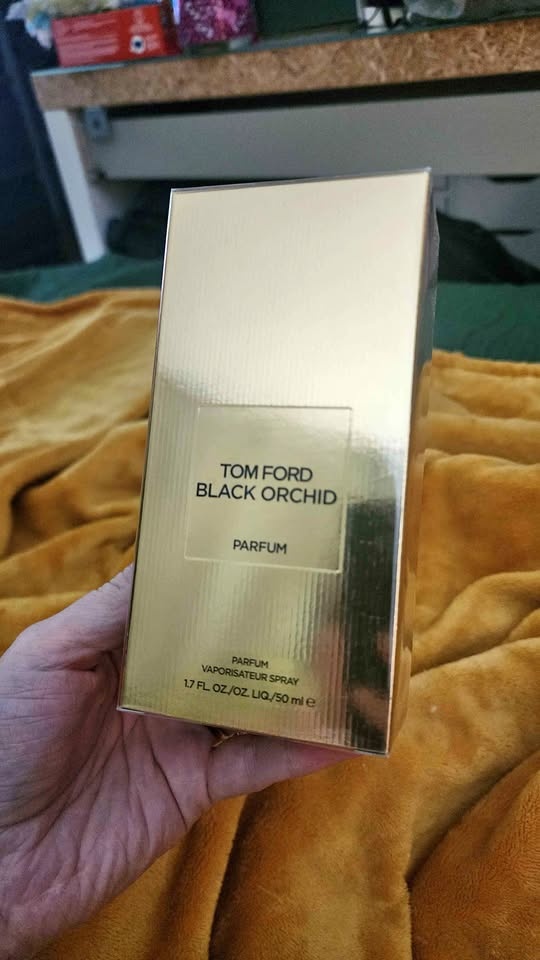 TOM FORD
BLACK ORCHID
PARFUM
PARFUM
VAPORISATEUR SPRAY
1.7 FL. OZ./OZ. LIQ./50 ml ℮